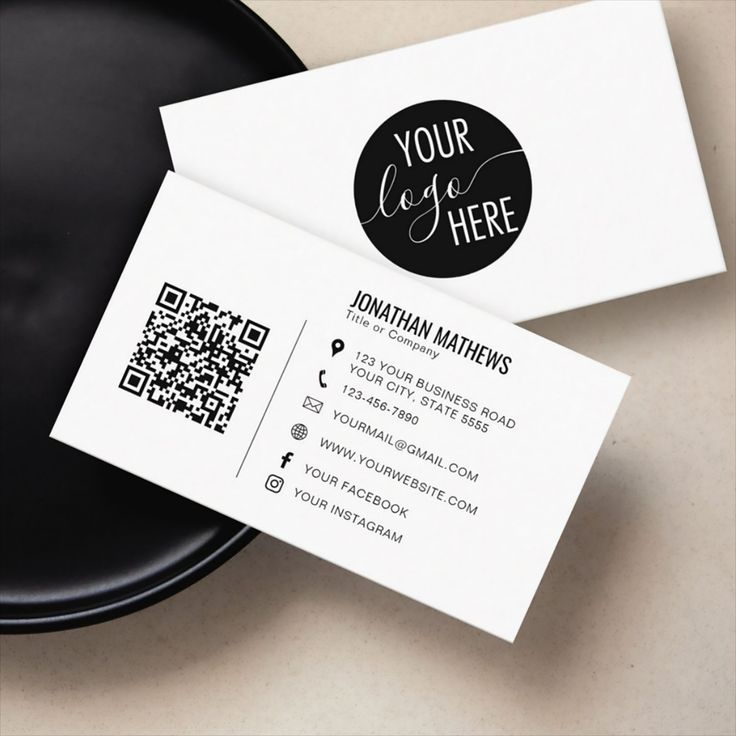 YOUR
logo
HERE
JONATHAN MATHEWS
Title or Company
123 YOUR BUSINESS ROAD
YOUR CITY, STATE 5555
123-456-7890
YOURMAIL@GMAIL.COM
WWW.YOURWEBSITE.COM
YOUR FACEBOOK
YOUR INSTAGRAM